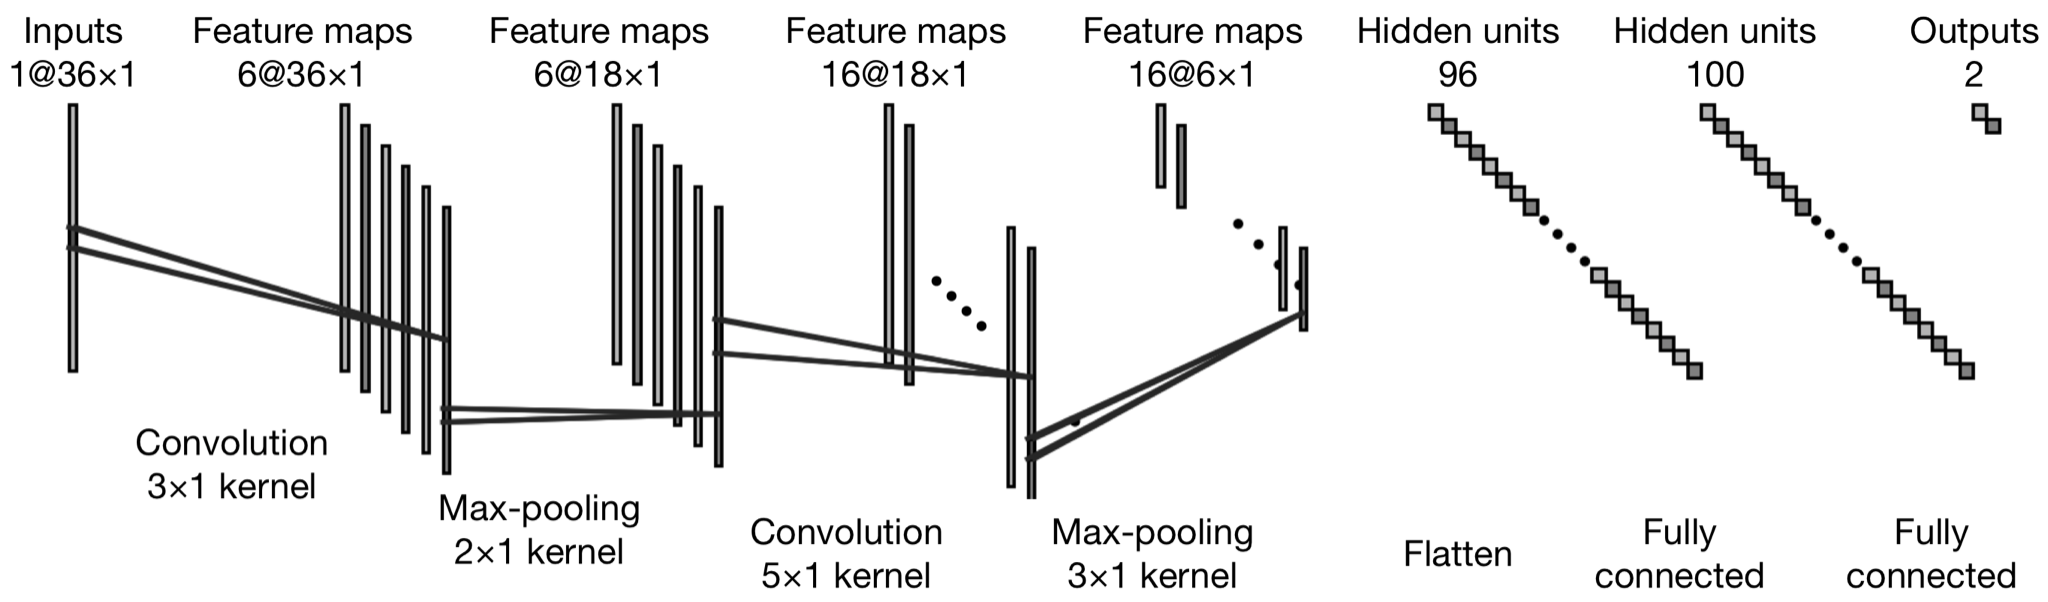 Inputs
1@36×1
Feature maps
6@36×1
Feature maps
6@18×1
Feature maps
16@18×1
Feature maps
16@6×1
Hidden units
96
Hidden units
100
Outputs
2
Convolution
3×1 kernel
Max-pooling
2×1 kernel
Convolution
5×1 kernel
Max-pooling
3×1 kernel
Flatten
Fully
connected
Fully
connected